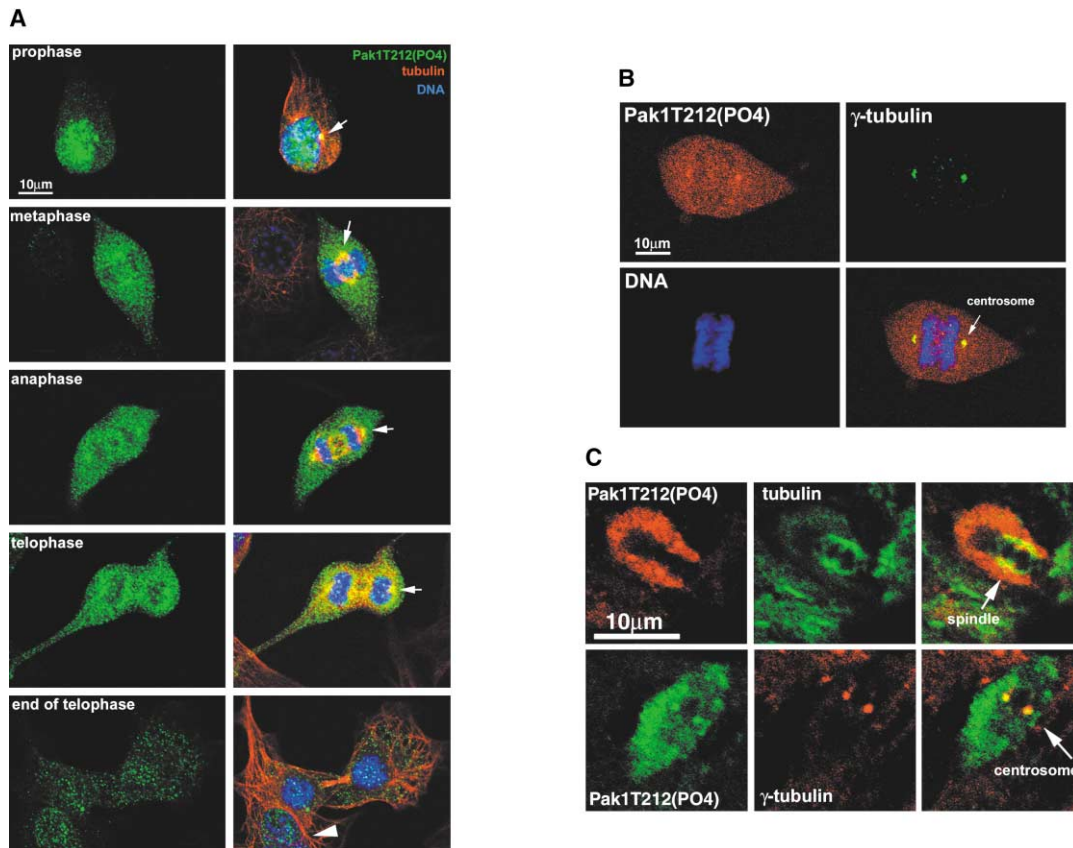 A
prophase
Pak1T212(PO4)
tubulin
DNA
10μm
metaphase
anaphase
telophase
end of telophase
B
Pak1T212(PO4)
γ-tubulin
10μm
DNA
centrosome
C
Pak1T212(PO4)
tubulin
10μm
spindle
Pak1T212(PO4)
γ-tubulin
centrosome